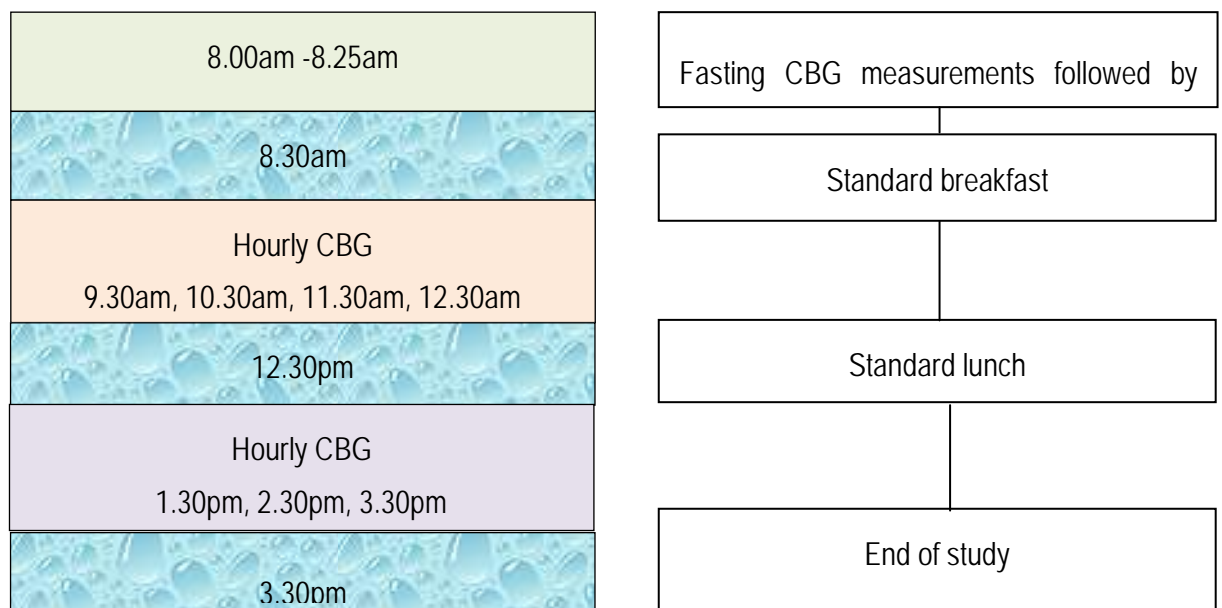 8.00am -8.25am
Fasting CBG measurements followed by
8.30am
Standard breakfast
Hourly CBG
9.30am, 10.30am, 11.30am, 12.30am
12.30pm
Standard lunch
Hourly CBG
1.30pm, 2.30pm, 3.30pm
End of study
3.30pm